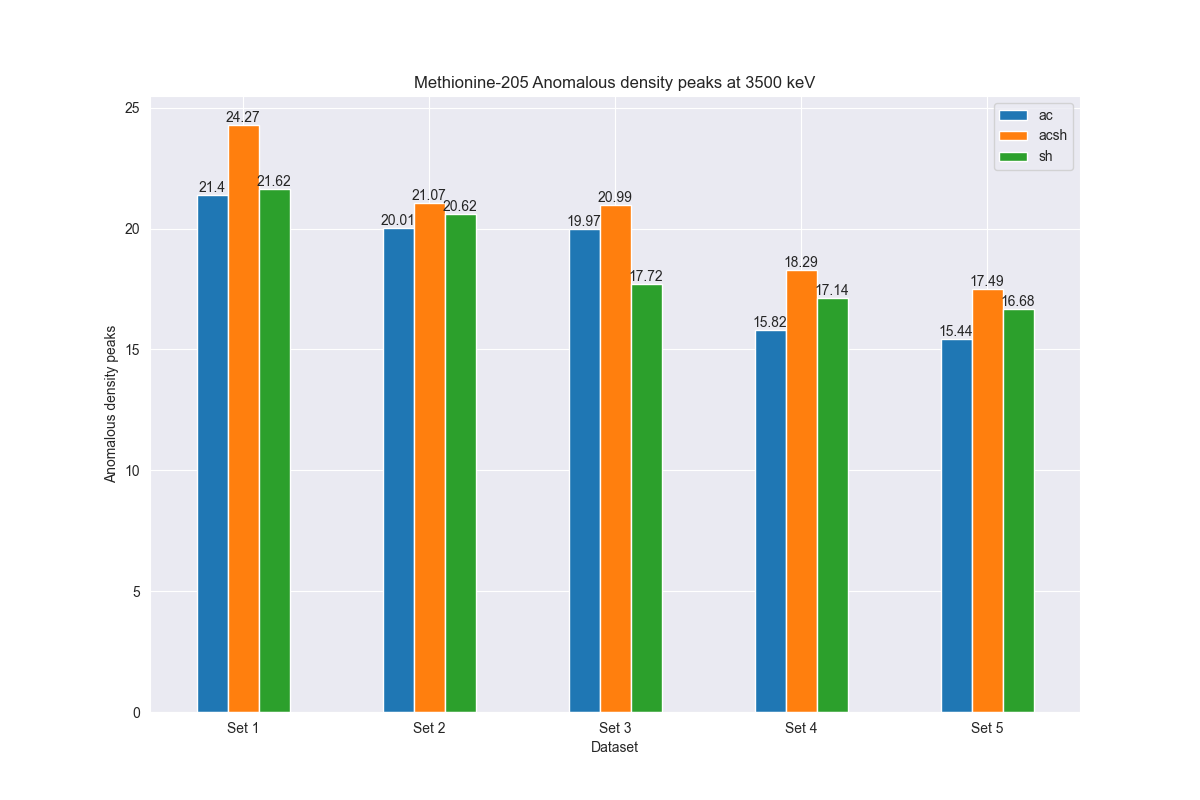 Methionine-205 Anomalous density peaks at 3500 keV
25
20
15
10
5
0
Anomalous density peaks
21.4
24.27
21.62
20.01
21.07
20.62
19.97
20.99
17.72
15.82
18.29
17.14
15.44
17.49
16.68
ac
acsh
sh
Set 1
Set 2
Set 3
Set 4
Set 5
Dataset